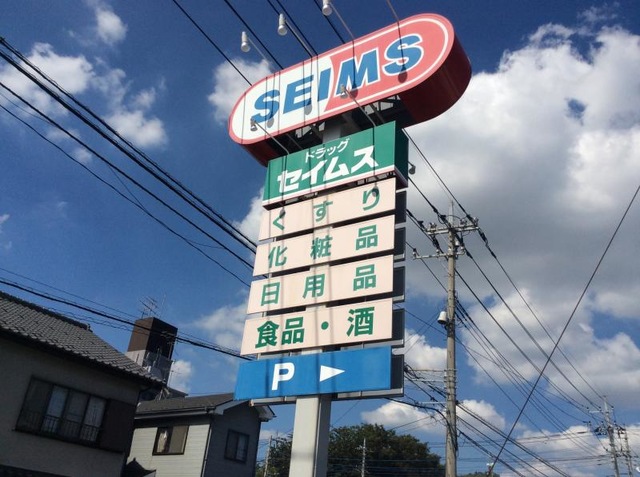 SEIMS
ドラッグ
セイムス
くすり
化粧品
日用品
食品・酒
P